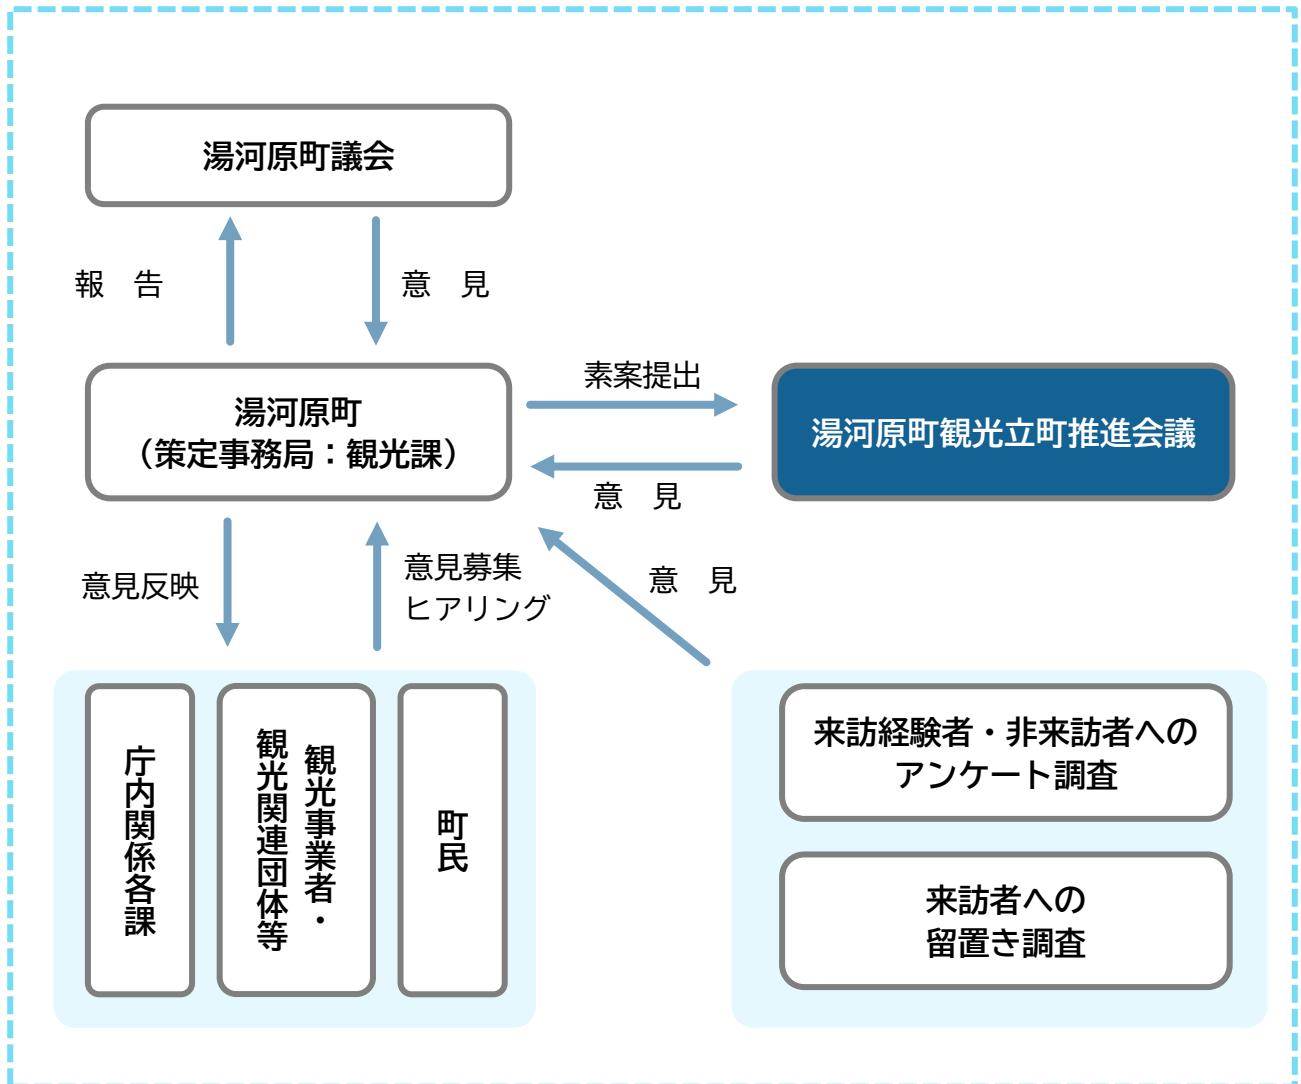 湯河原町議会
報　告
意　見
湯河原町
（策定事務局：観光課）
素案提出
湯河原町観光立町推進会議
意　見
意見反映
意見募集
ヒアリング
意　見
庁内関係各課
観光事業者・
観光関連団体等
町民
来訪経験者・非来訪者への
アンケート調査
来訪者への
留置き調査